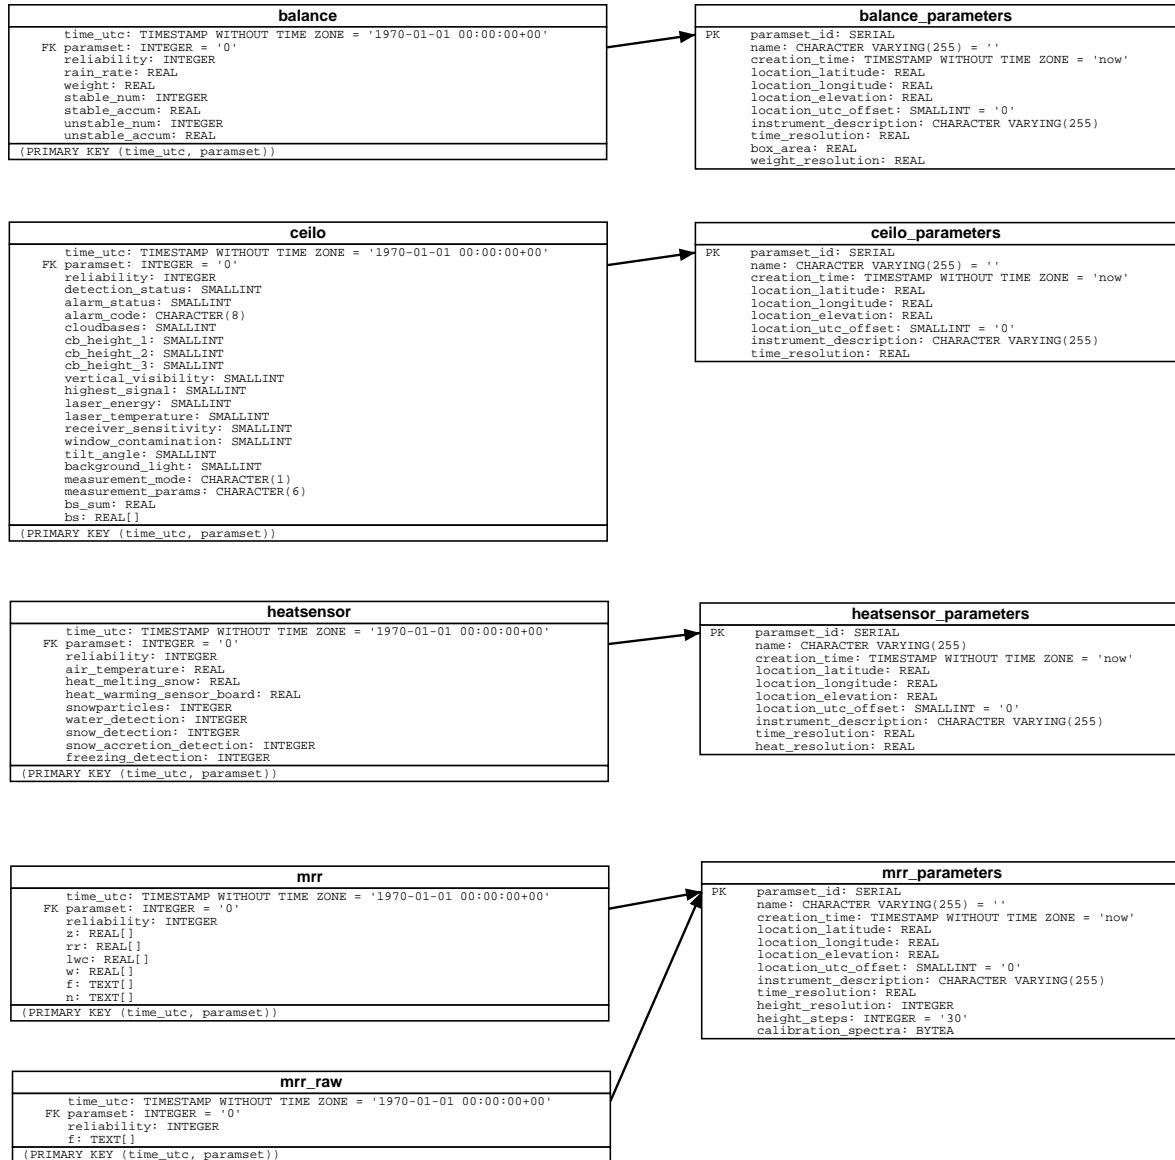 balance
time_utc: TIMESTAMP WITHOUT TIME ZONE = '1970-01-01 00:00:00+00'
FK paramset: INTEGER = '0'
reliability: INTEGER
rain_rate: REAL
weight: REAL
stable_num: INTEGER
stable_accum: REAL
unstable_num: INTEGER
unstable_accum: REAL
(PRIMARY KEY (time_utc, paramset))
balance_parameters
PK paramset_id: SERIAL
name: CHARACTER VARYING(255) = ''
creation_time: TIMESTAMP WITHOUT TIME ZONE = 'now'
location_latitude: REAL
location_longitude: REAL
location_elevation: REAL
location_utc_offset: SMALLINT = '0'
instrument_description: CHARACTER VARYING(255)
time_resolution: REAL
box_area: REAL
weight_resolution: REAL
ceilo
time_utc: TIMESTAMP WITHOUT TIME ZONE = '1970-01-01 00:00:00+00'
FK paramset: INTEGER = '0'
reliability: INTEGER
detection_status: SMALLINT
alarm_status: SMALLINT
alarm_code: CHARACTER(8)
cloudbases: SMALLINT
cb_height_1: SMALLINT
cb_height_2: SMALLINT
cb_height_3: SMALLINT
vertical_visibility: SMALLINT
highest_signal: SMALLINT
laser_energy: SMALLINT
laser_temperature: SMALLINT
receiver_sensitivity: SMALLINT
window_contamination: SMALLINT
tilt_angle: SMALLINT
background_light: SMALLINT
measurement_mode: CHARACTER(1)
measurement_params: CHARACTER(6)
bs_sum: REAL
bs: REAL[]
(PRIMARY KEY (time_utc, paramset))
ceilo_parameters
PK paramset_id: SERIAL
name: CHARACTER VARYING(255) = ''
creation_time: TIMESTAMP WITHOUT TIME ZONE = 'now'
location_latitude: REAL
location_longitude: REAL
location_elevation: REAL
location_utc_offset: SMALLINT = '0'
instrument_description: CHARACTER VARYING(255)
time_resolution: REAL
heatsensor
time_utc: TIMESTAMP WITHOUT TIME ZONE = '1970-01-01 00:00:00+00'
FK paramset: INTEGER = '0'
reliability: INTEGER
air_temperature: REAL
heat_melting_snow: REAL
heat_warming_sensor_board: REAL
snowparticles: INTEGER
water_detection: INTEGER
snow_detection: INTEGER
snow_accretion_detection: INTEGER
freezing_detection: INTEGER
(PRIMARY KEY (time_utc, paramset))
heatsensor_parameters
PK paramset_id: SERIAL
name: CHARACTER VARYING(255)
creation_time: TIMESTAMP WITHOUT TIME ZONE = 'now'
location_latitude: REAL
location_longitude: REAL
location_elevation: REAL
location_utc_offset: SMALLINT = '0'
instrument_description: CHARACTER VARYING(255)
time_resolution: REAL
heat_resolution: REAL
mrr
time_utc: TIMESTAMP WITHOUT TIME ZONE = '1970-01-01 00:00:00+00
FK paramset: INTEGER = '0'
reliability: INTEGER
z: REAL[]
rr: REAL[]
lwc: REAL[]
w: REAL[]
f: TEXT[]
n: TEXT[]
(PRIMARY KEY (time_utc, paramset))
mrr_parameters
PK paramset_id: SERIAL
name: CHARACTER VARYING(255) = ''
creation_time: TIMESTAMP WITHOUT TIME ZONE = 'now'
location_latitude: REAL
location_longitude: REAL
location_elevation: REAL
location_utc_offset: SMALLINT = '0'
instrument_description: CHARACTER VARYING(255)
time_resolution: REAL
height_resolution: INTEGER
height_steps: INTEGER = '30'
calibration_spectra: BYTEA
mrr_raw
time_utc: TIMESTAMP WITHOUT TIME ZONE = '1970-01-01 00:00:00+00'
FK paramset: INTEGER = '0'
reliability: INTEGER
f: TEXT[]
(PRIMARY KEY (time_utc, paramset))